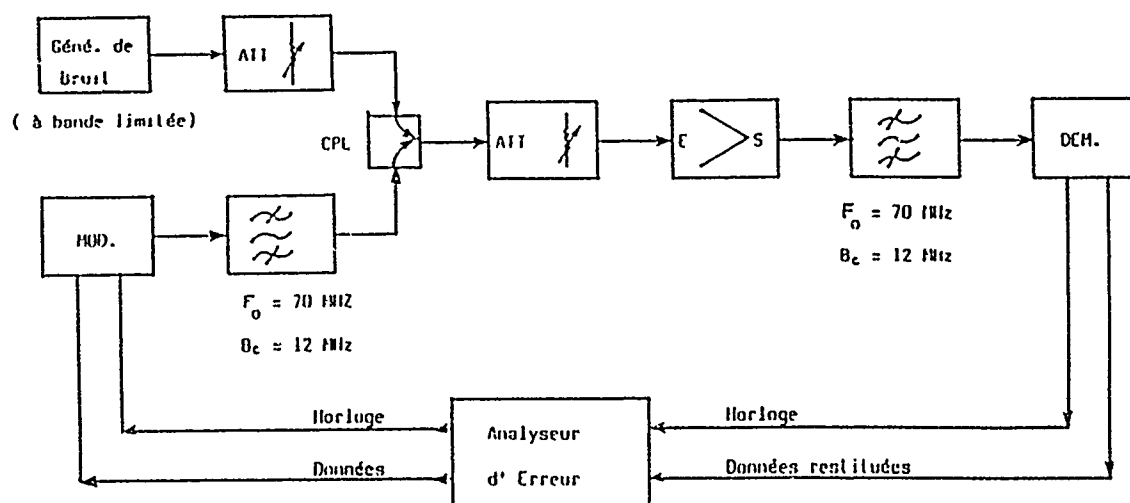 Géné. de
Bruit
( à bande limitée)
ATT
CPL
ATT
E S
DEM.
MOD.
F₀ = 70 MHz
Bc = 12 MHz
F₀ = 70 MHZ
Bc = 12 MHz
Horloge
Données
Analyseur
d' Erreur
Horloge
Données restituées